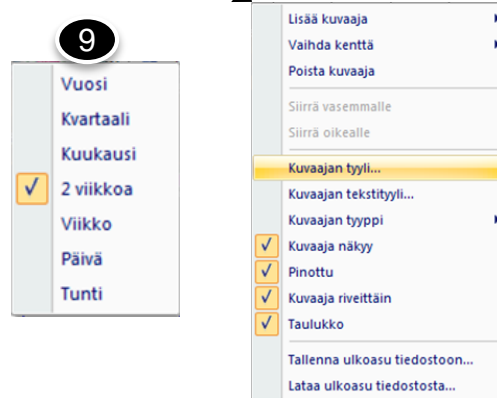 9
Vuosi
Kvartaali
Kuukausi
2 viikkoa
Viikko
Päivä
Tunti
Lisää kuvaaja
Vaihda kenttä
Poista kuvaaja
Siirrä vasemmalle
Siirrä oikealle
Kuvaajan tyyli...
Kuvaajan tekstityyli...
Kuvaajan tyyppi
Kuvaaja näkyy
Pinottu
Kuvaaja riveittäin
Taulukko
Tallenna ulkoasu tiedostoon...
Lataa ulkoasu tiedostosta...